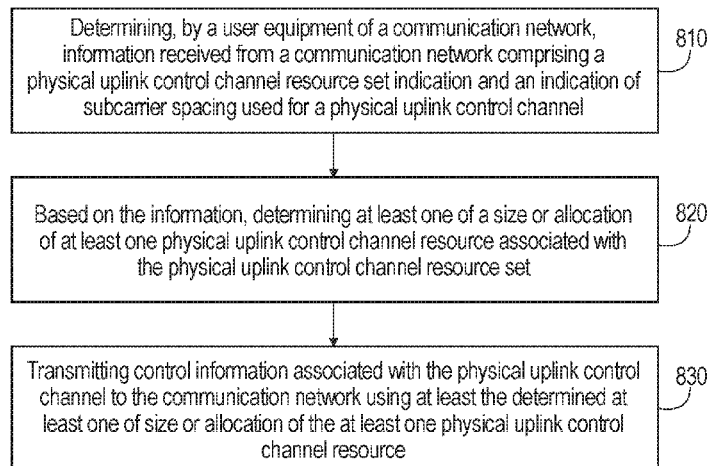 Determining, by a user equipment of a communication network,
information received from a communication network comprising a
physical uplink control channel resource set indication and an indication of
subcarrier spacing used for a physical uplink control channel
810
Based on the information, determining at least one of a size or allocation
of at least one physical uplink control channel resource associated with
the physical uplink control channel resource set
820
Transmitting control information associated with the physical uplink control
channel to the communication network using at least the determined at
least one of size or allocation of the at least one physical uplink control
channel resource
830